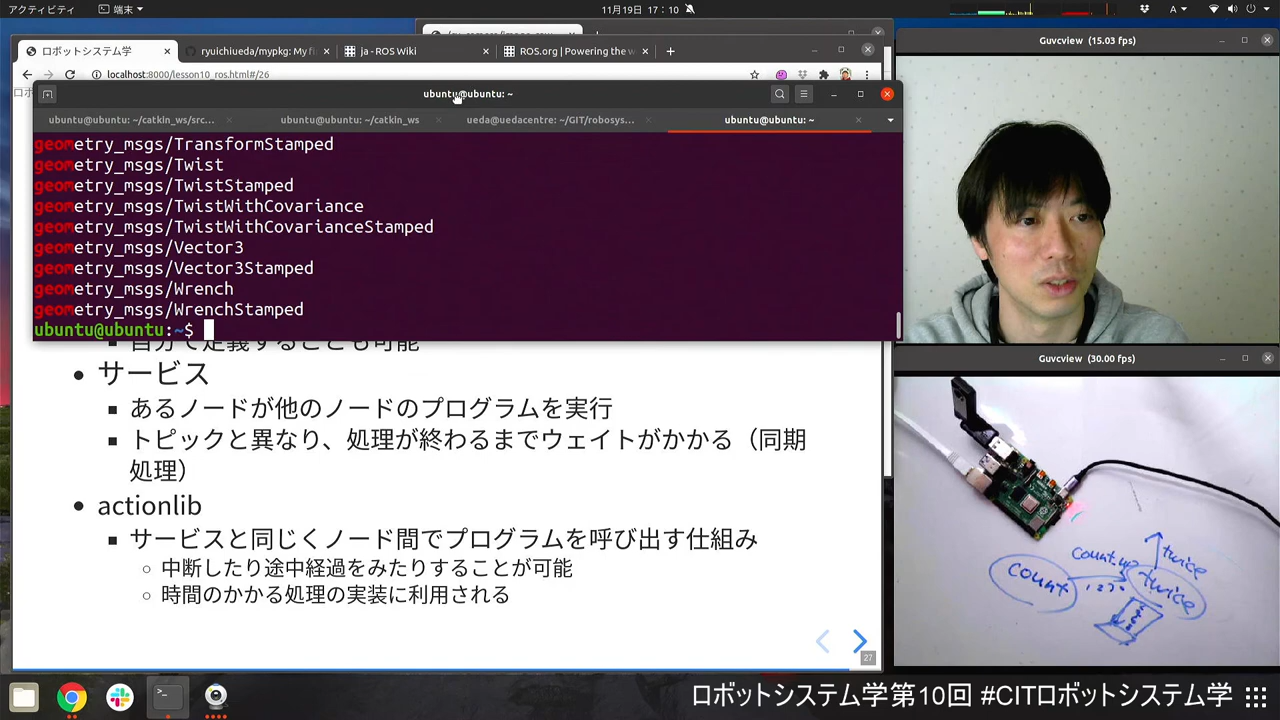 アクティビティ 端末 11月19日 17:10 A
ロボットシステム学 ryuichiueda/mypkg: My fi ja - ROS Wiki ROS.org | Powering the w
localhost:8000/lesson10_ros.html#/26
ubuntu@ubuntu: ~
ubuntu@ubuntu: ~/catkin_ws/src... ubuntu@ubuntu: ~/catkin_ws ueda@uedacentre: ~/GIT/robosys... ubuntu@ubuntu: ~
geometry_msgs/TransformStamped
geometry_msgs/Twist
geometry_msgs/TwistStamped
geometry_msgs/TwistWithCovariance
geometry_msgs/TwistWithCovarianceStamped
geometry_msgs/Vector3
geometry_msgs/Vector3Stamped
geometry_msgs/Wrench
geometry_msgs/WrenchStamped
ubuntu@ubuntu:~$
自分で定義することも可能
サービス
あるノードが他のノードのプログラムを実行
トピックと異なり、処理が終わるまでウェイトがかかる（同期
処理）
actionlib
サービスと同じくノード間でプログラムを呼び出す仕組み
中断したり途中経過をみたりすることが可能
時間のかかる処理の実装に利用される
27
Guvcview (15.03 fps)
Guvcview (30.00 fps)
twice
count
twice
ロボットシステム学第10回 #CITロボットシステム学